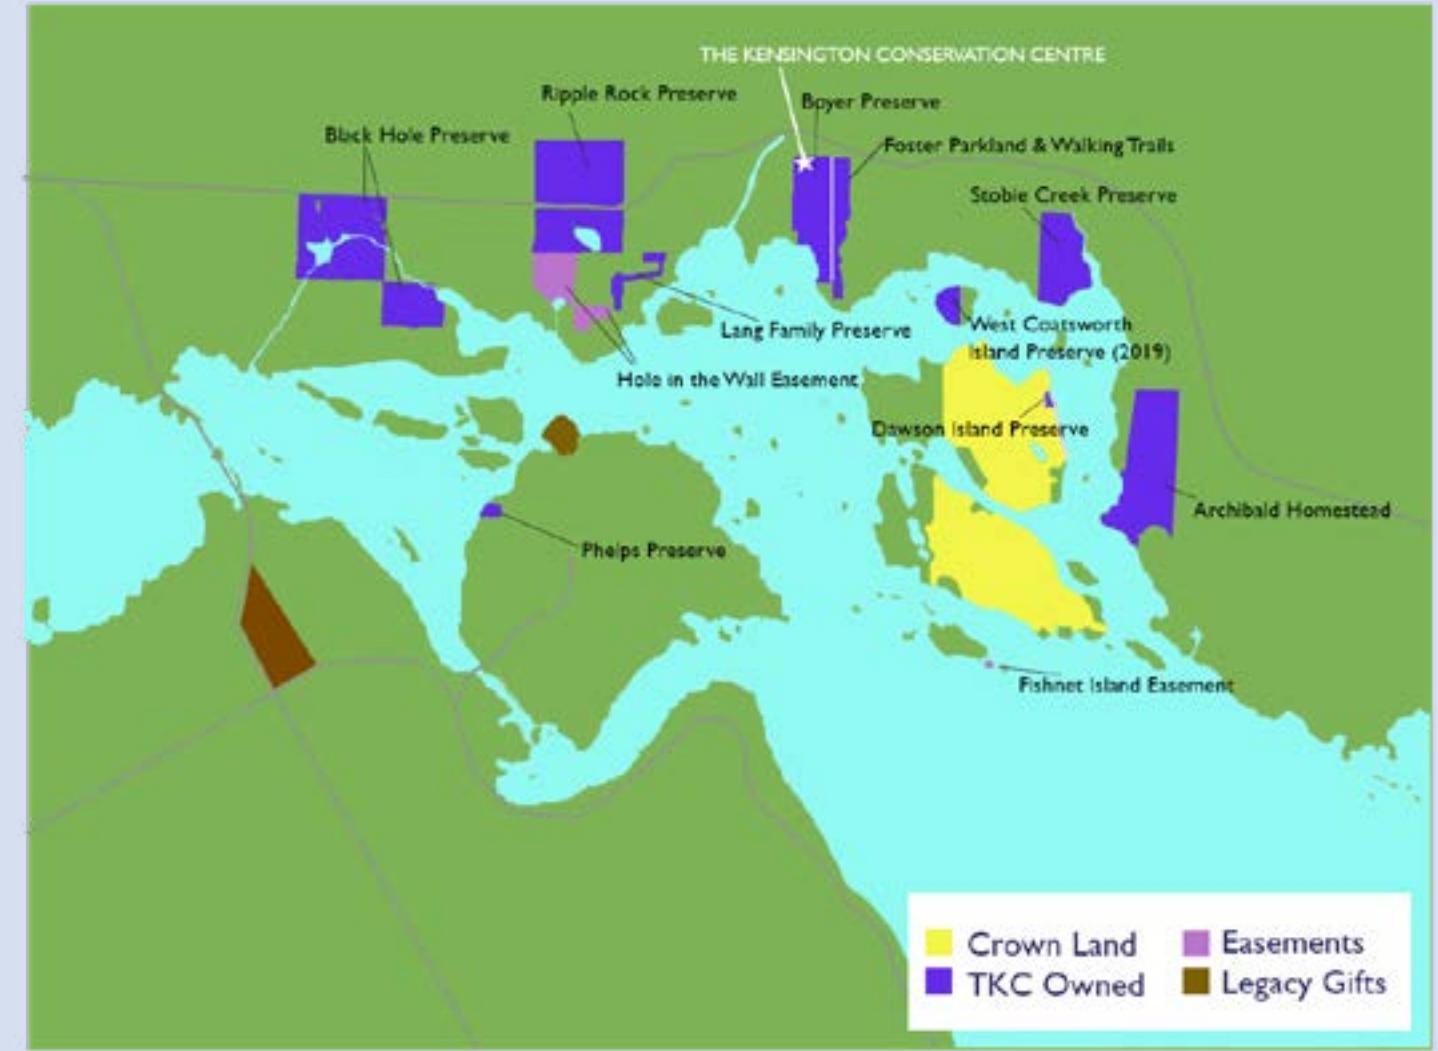 THE KENSINGTON CONSERVATION CENTRE
Ripple Rock Preserve
Boyer Preserve
Black Hole Preserve
Foster Parkland & Walking Trails
Stobie Creek Preserve
Lang Family Preserve
West Coatsworth
Island Preserve (2019)
Hole in the Wall Easement
Dawson Island Preserve
Archibald Homestead
Phelps Preserve
Fishnet Island Easement
Crown Land
Easements
TKC Owned
Legacy Gifts